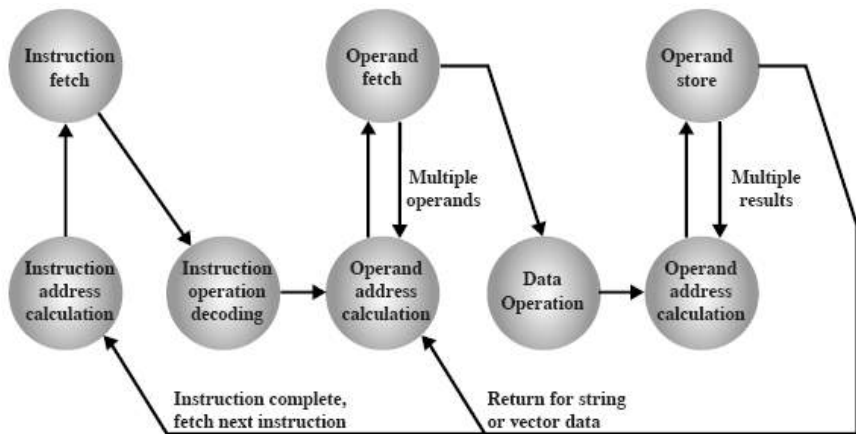 Instruction
fetch
Operand
fetch
Operand
store
Multiple
operands
Multiple
results
Instruction
address
calculation
Instruction
operation
decoding
Operand
address
calculation
Data
Operation
Operand
address
calculation
Instruction complete,
fetch next instruction
Return for string
or vector data